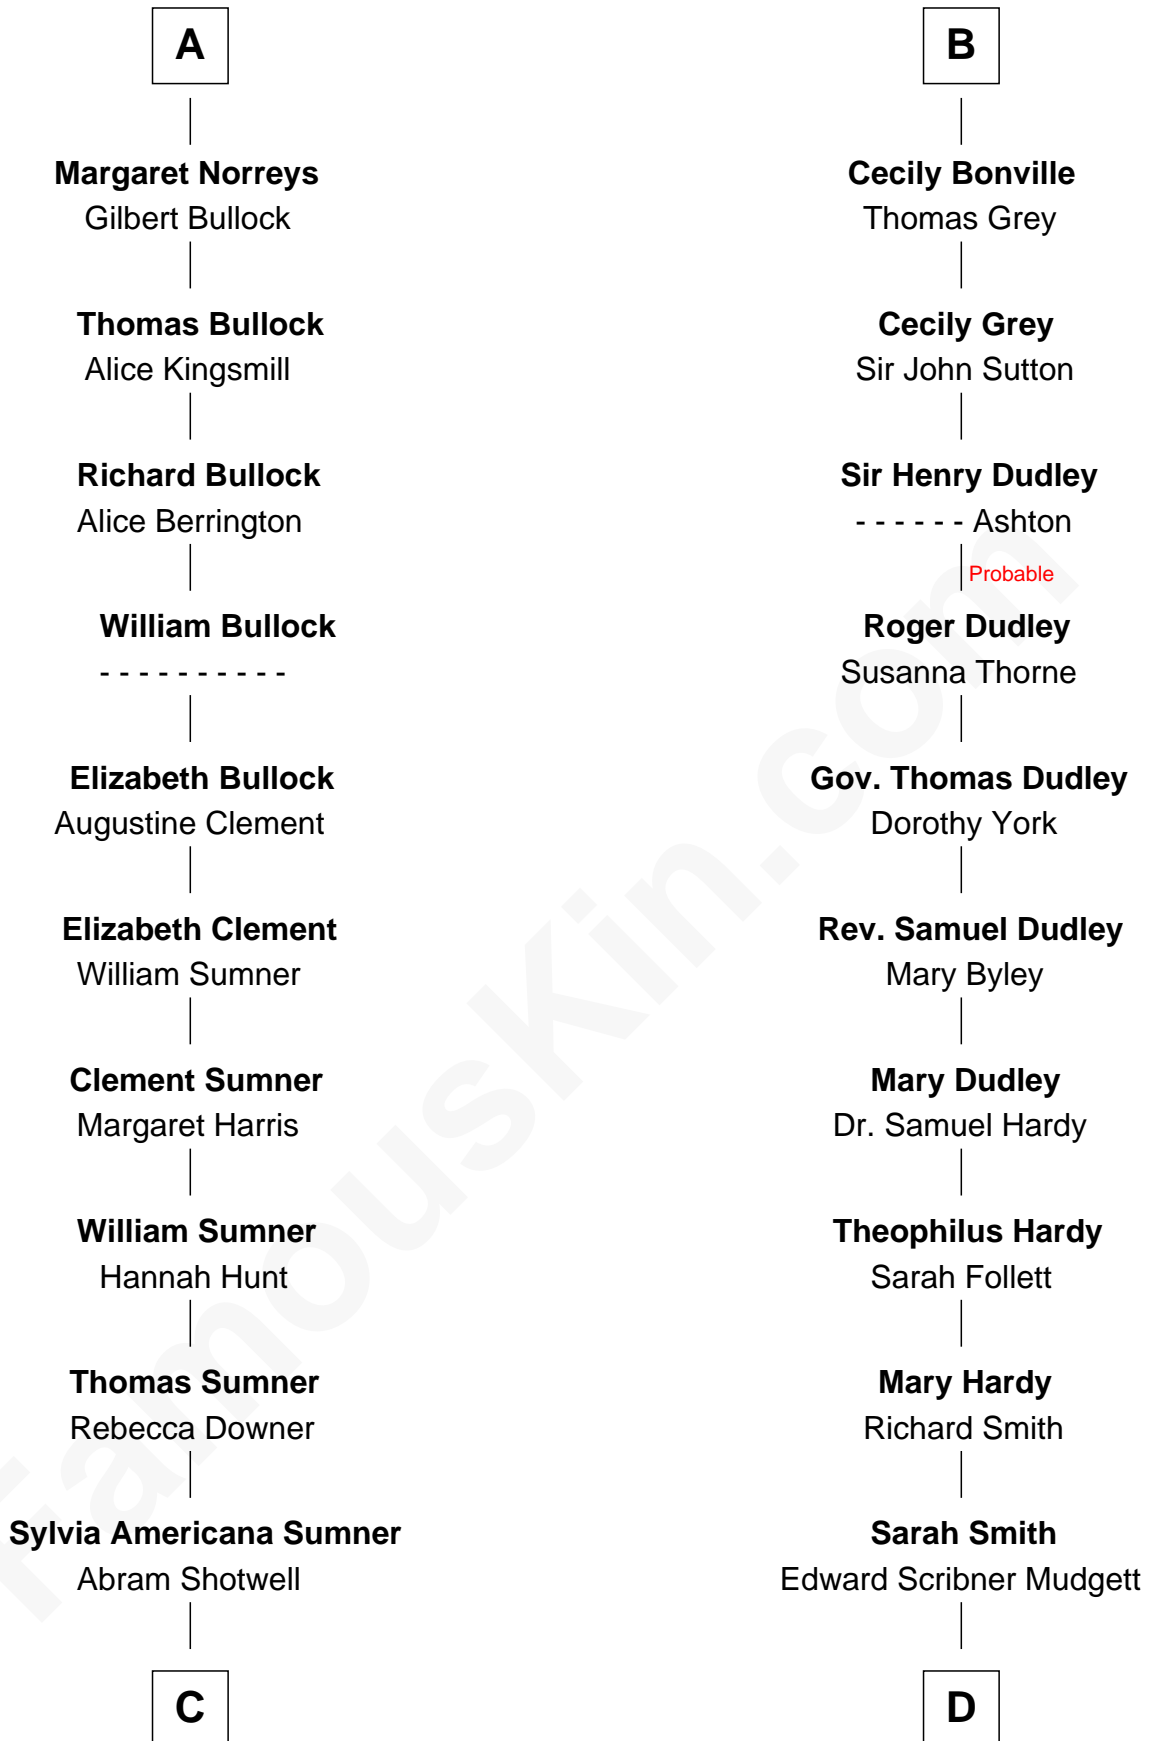 A
Margaret Norreys
Gilbert Bullock
Thomas Bullock
Alice Kingsmill
Richard Bullock
Alice Berrington
William Bullock
- - - - - - - - - -
Elizabeth Bullock
Augustine Clement
Elizabeth Clement
William Sumner
Clement Sumner
Margaret Harris
William Sumner
Hannah Hunt
Thomas Sumner
Rebecca Downer
Sylvia Americana Sumner
Abram Shotwell
C
B
Cecily Bonville
Thomas Grey
Cecily Grey
Sir John Sutton
Sir Henry Dudley
- - - - - - Ashton
Probable
Roger Dudley
Susanna Thorne
Gov. Thomas Dudley
Dorothy York
Rev. Samuel Dudley
Mary Byley
Mary Dudley
Dr. Samuel Hardy
Theophilus Hardy
Sarah Follett
Mary Hardy
Richard Smith
Sarah Smith
Edward Scribner Mudgett
D
FamousKin.com